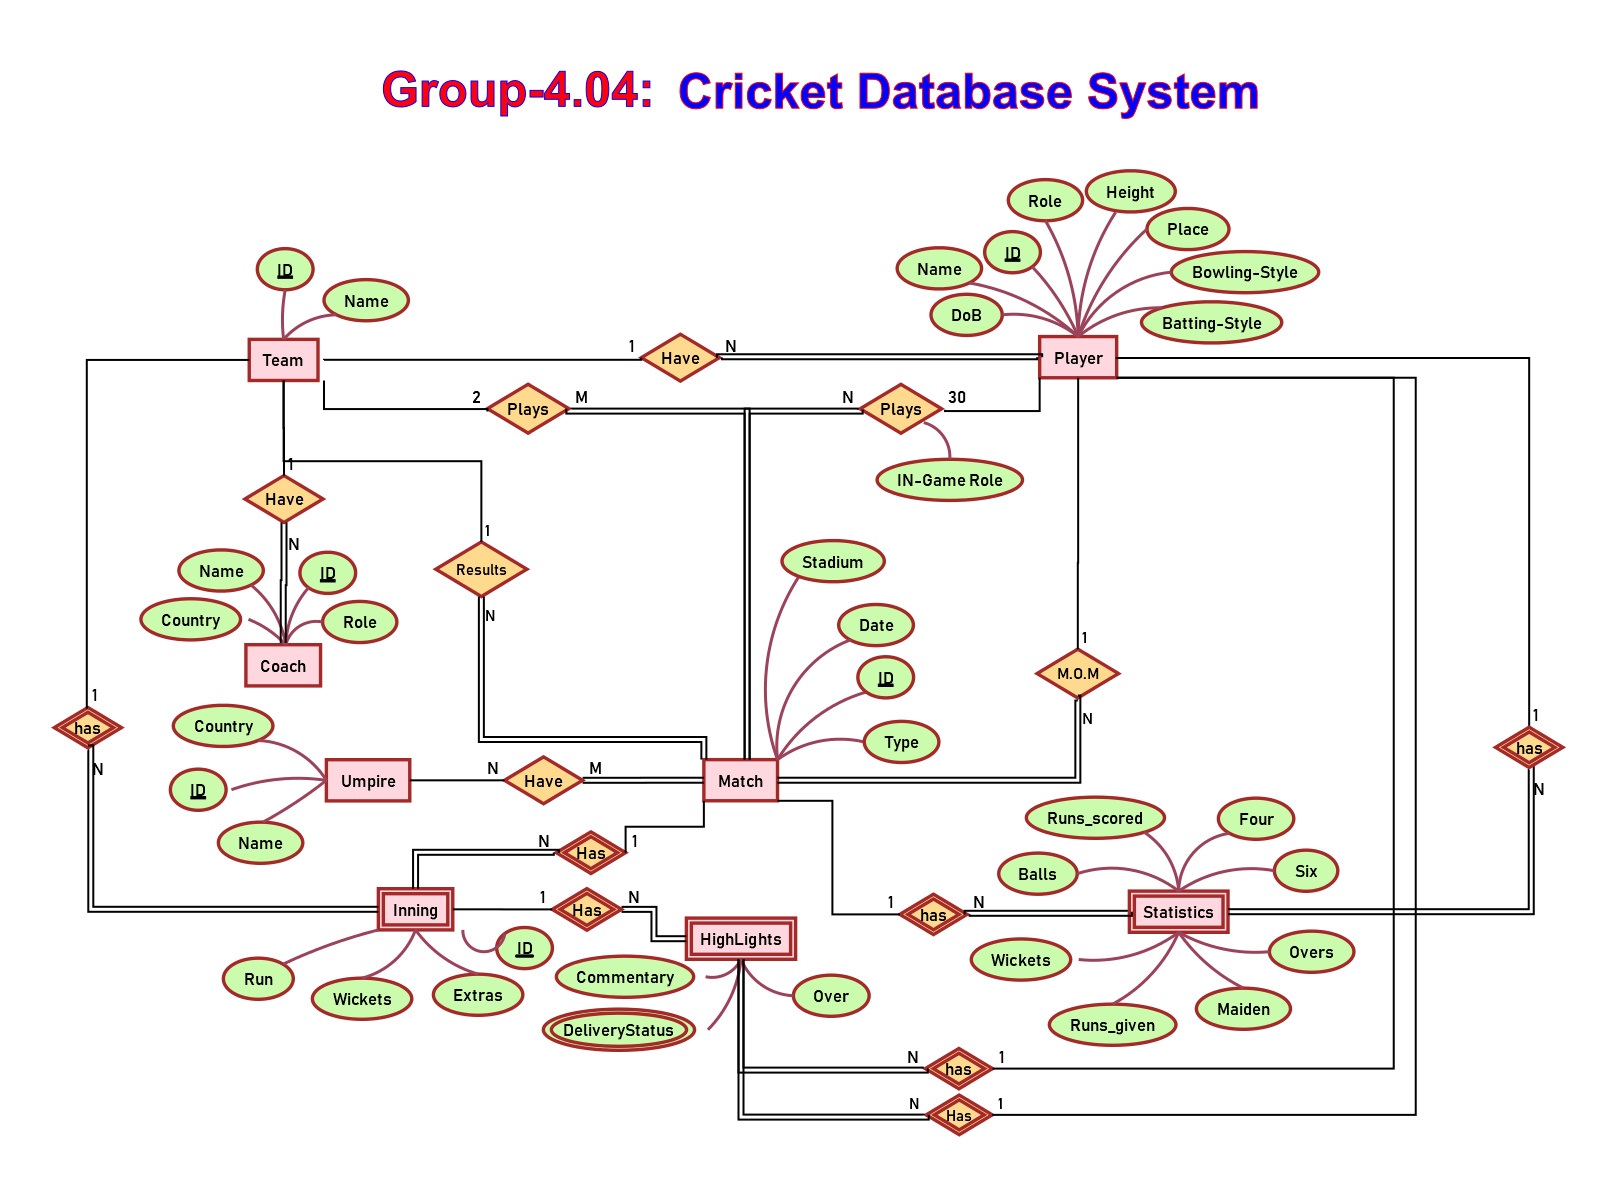 Group-4.04: Cricket Database System
Role
Height
Place
ID
Name
Bowling-Style
DoB
Batting-Style
ID
Name
Team
1
Have
N
Player
2
Plays
M
N
Plays
30
IN-Game Role
1
Have
N
1
Results
N
Name
ID
Country
Role
Coach
Stadium
Date
ID
Type
1
M.O.M
N
1
has
N
1
has
N
Country
ID
Name
Umpire
N
Have
M
Match
N
Has
1
Inning
1
Has
N
HighLights
ID
Run
Wickets
Extras
Commentary
Over
DeliveryStatus
1
has
N
Statistics
Runs_scored
Four
Balls
Six
Wickets
Overs
Runs_given
Maiden
N
has
1
N
Has
1